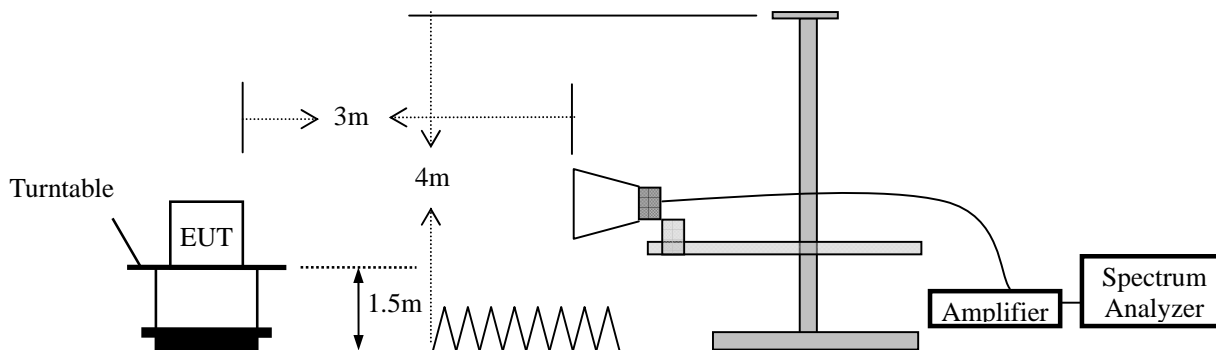 3m
4m
Turntable
EUT
1.5m
Spectrum
Analyzer
Amplifier